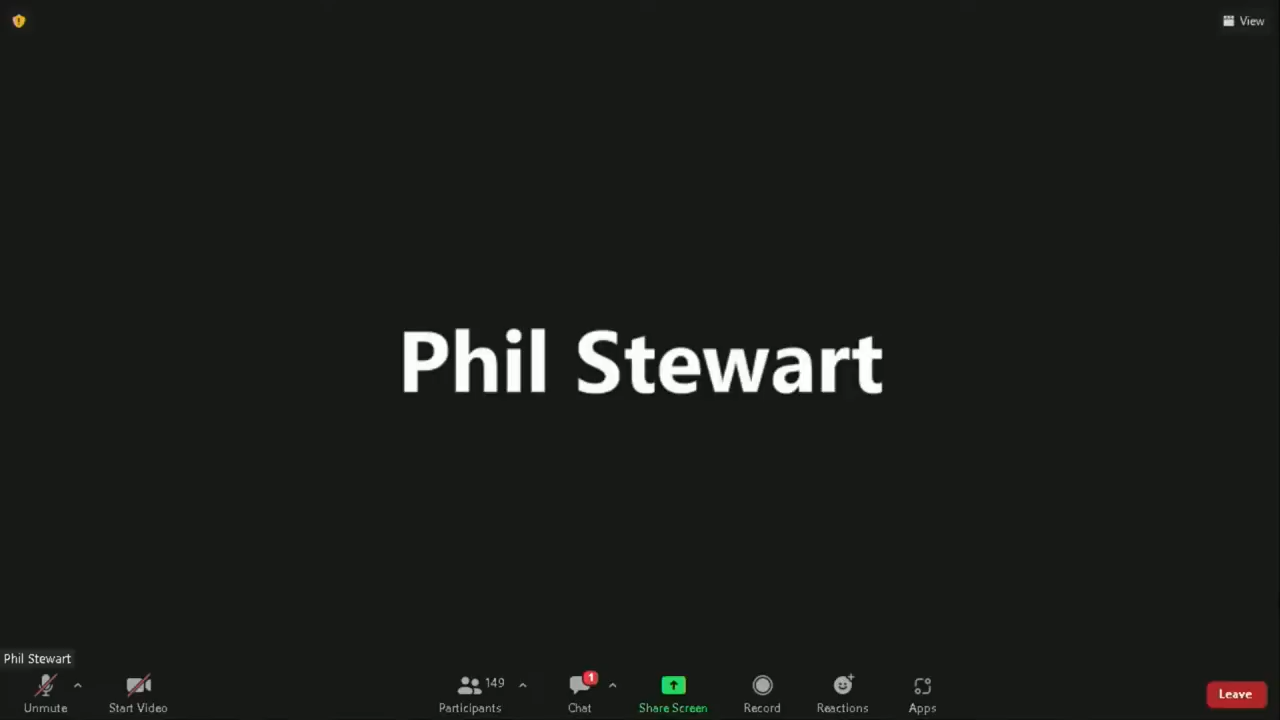 View
Phil Stewart
Phil Stewart
149
1
Unmute
Start Video
Participants
Chat
Share Screen
Record
Reactions
Apps
Leave